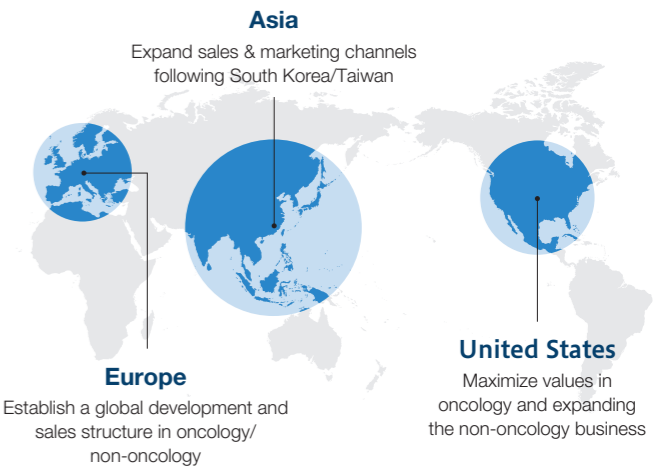 Asia
Expand sales & marketing channels
following South Korea/Taiwan
Europe
Establish a global development and
sales structure in oncology/
non-oncology
United States
Maximize values in
oncology and expanding
the non-oncology business